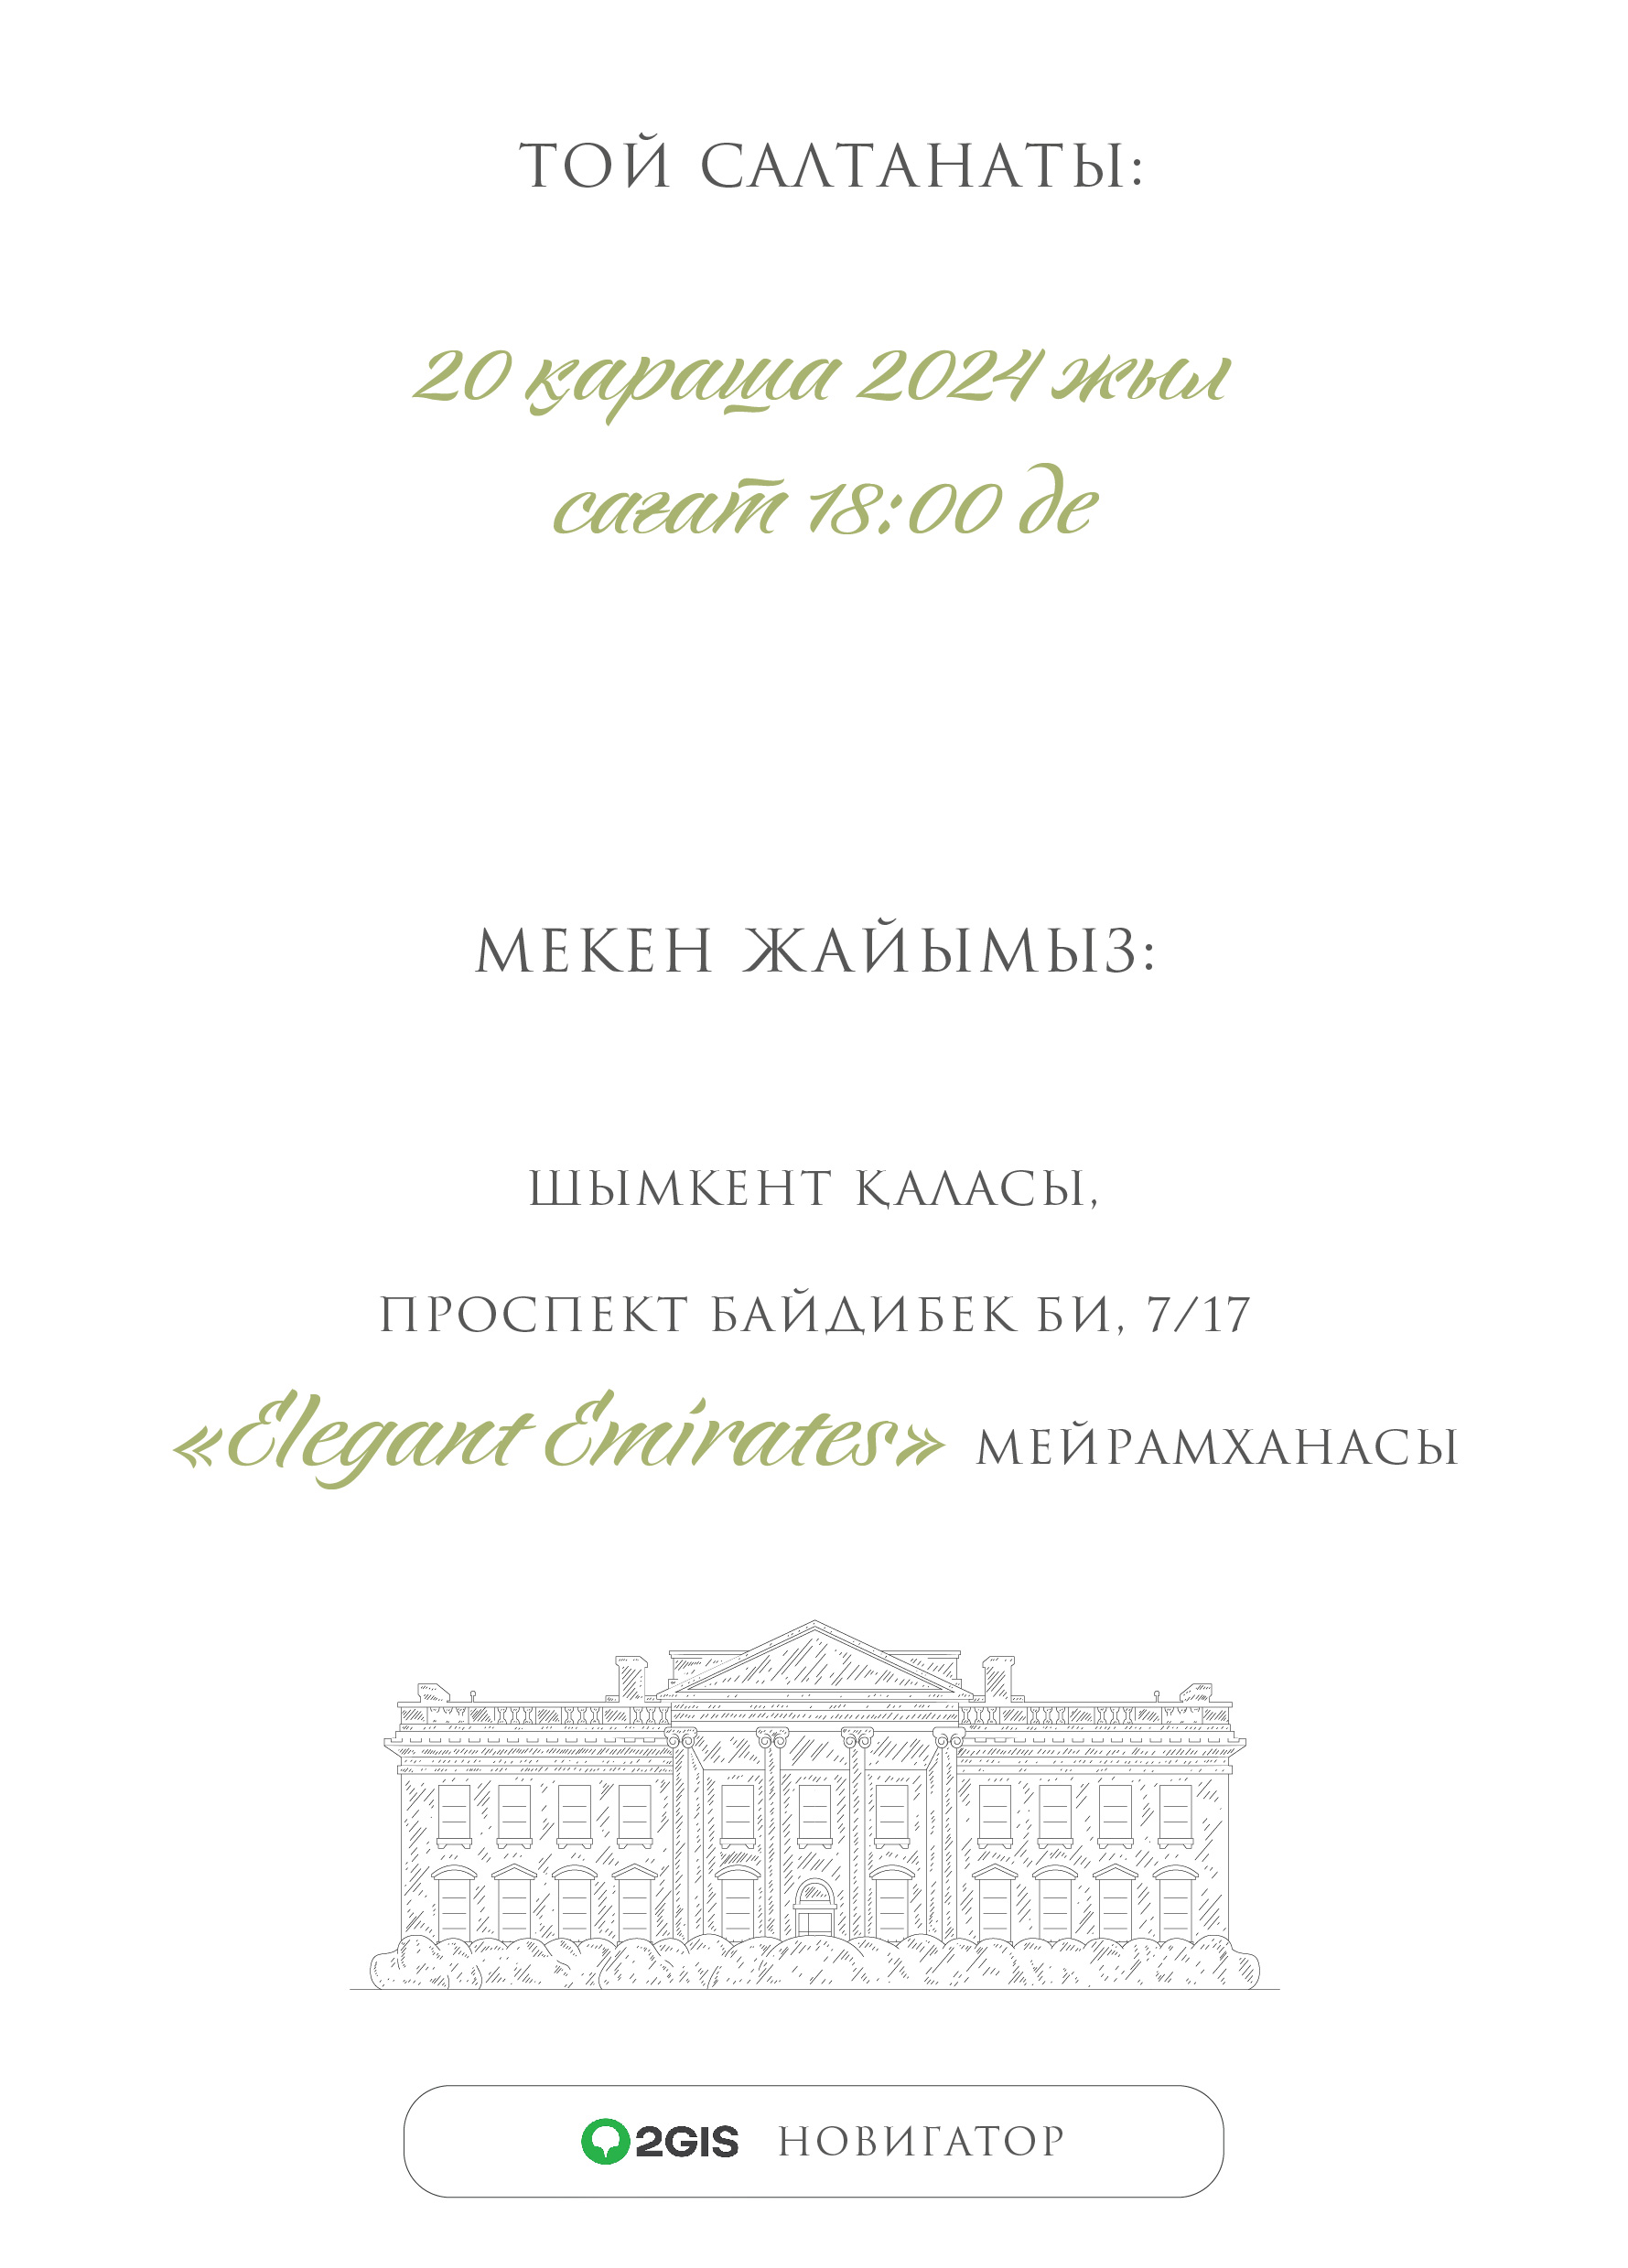 ТОЙ САЛТАНАТЫ:
20 қараша 2024 жыл
сағат 18:00 де
МЕКЕН ЖАЙЫМЫЗ:
ШЫМКЕНТ ҚАЛАСЫ,
ПРОСПЕКТ БАЙДИБЕК БИ, 7/17
«Elegant Emirates» МЕЙРАМХАНАСЫ
2GIS НОВИГАТОР